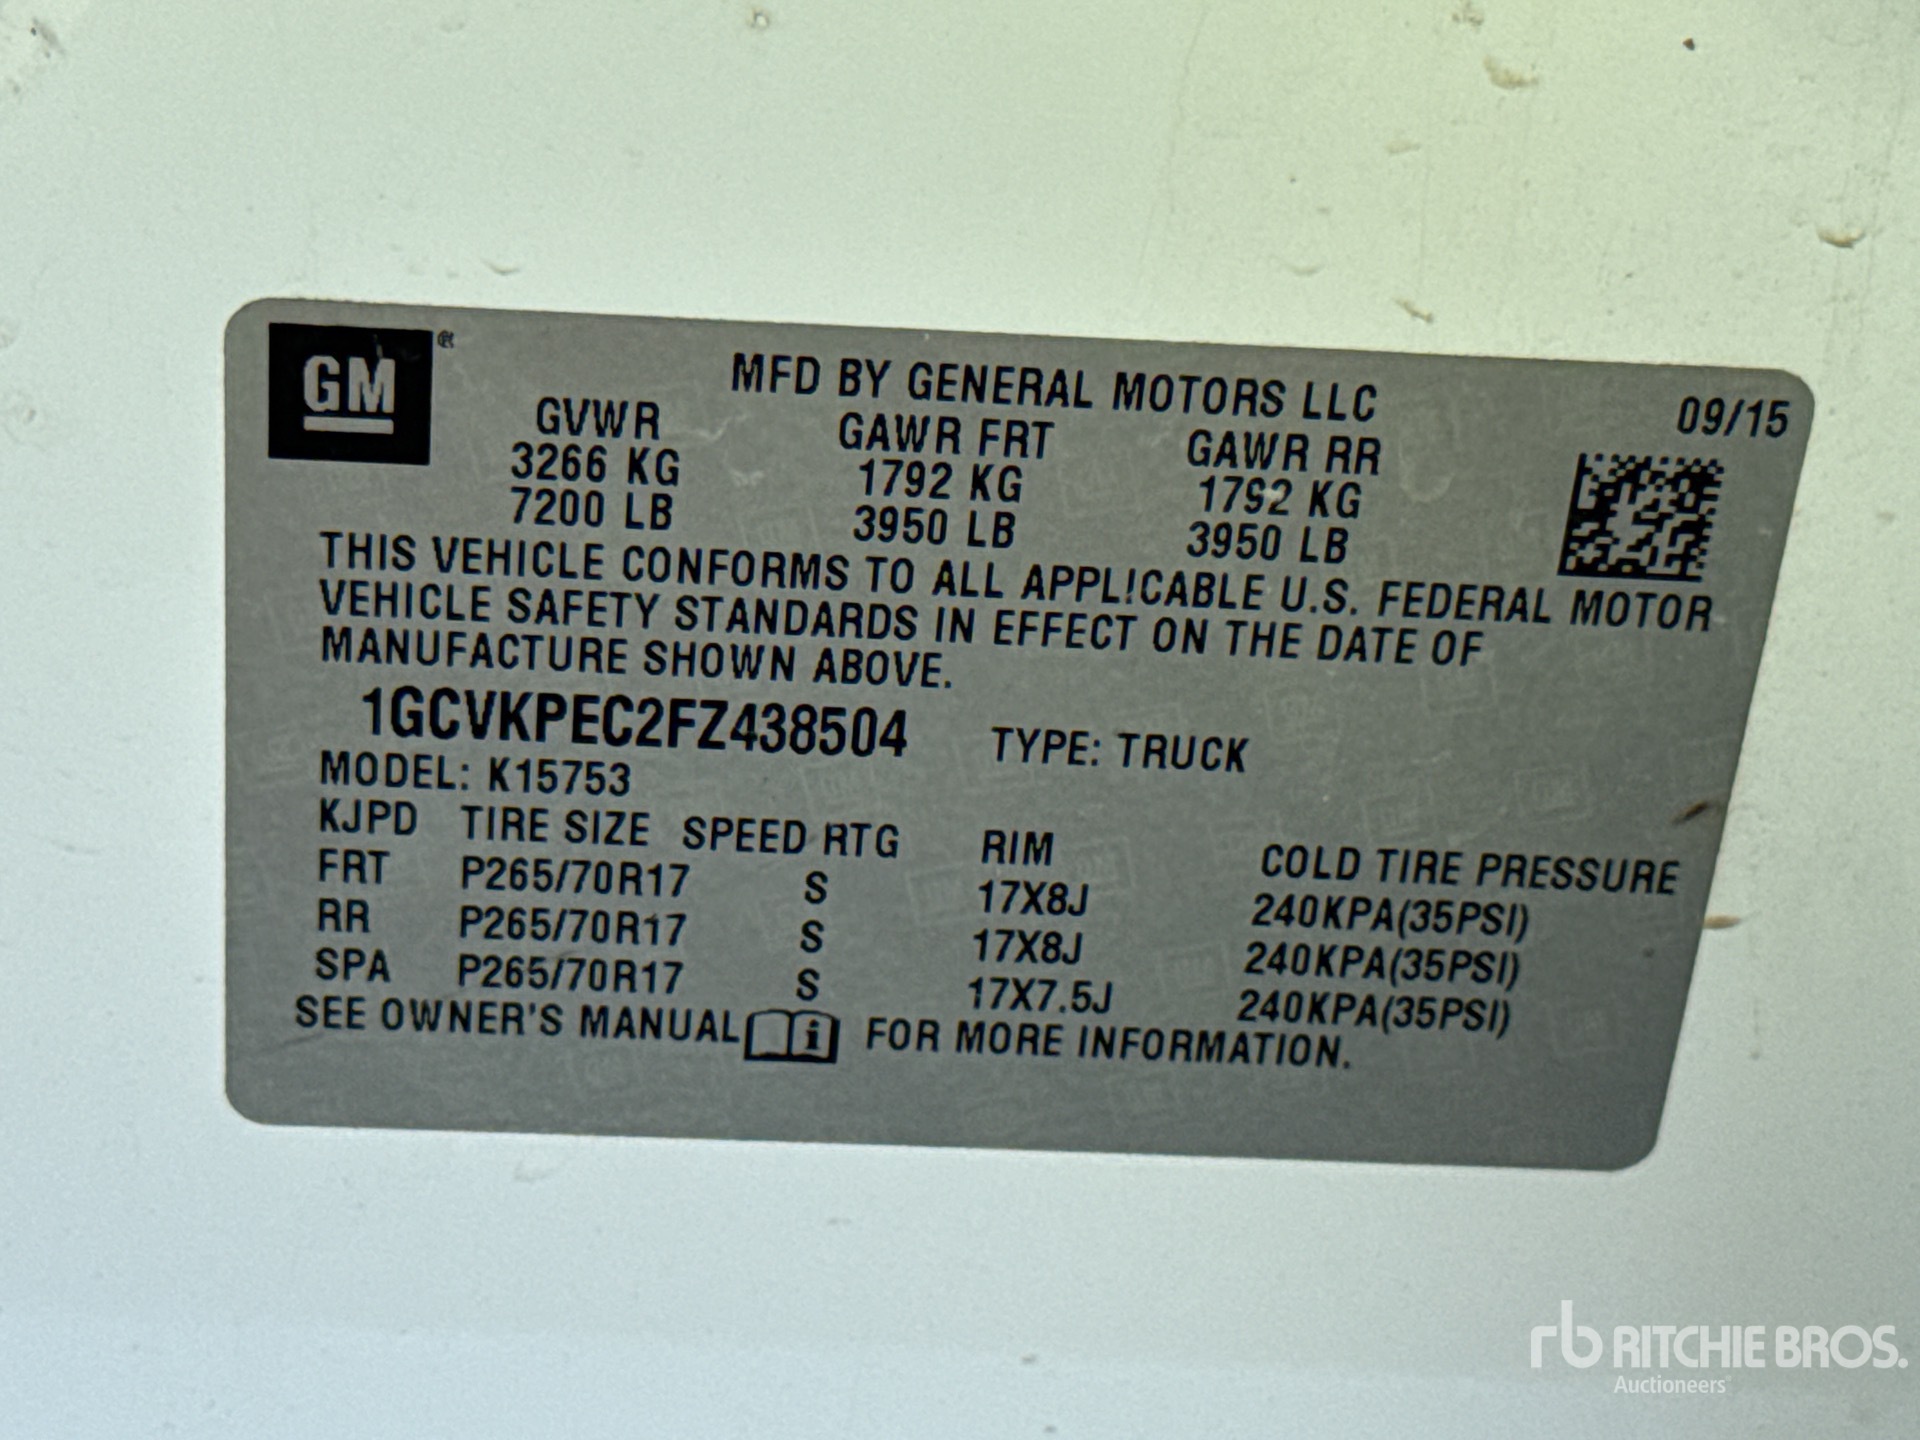 GM
MFD BY GENERAL MOTORS LLC
09/15
GVWR GAWR FRT GAWR RR
3266 KG 1792 KG 1792 KG
7200 LB 3950 LB 3950 LB
THIS VEHICLE CONFORMS TO ALL APPLICABLE U.S. FEDERAL MOTOR
VEHICLE SAFETY STANDARDS IN EFFECT ON THE DATE OF
MANUFACTURE SHOWN ABOVE.
1GCVKPEC2FZ438504 TYPE: TRUCK
MODEL: K15753
KJPD TIRE SIZE SPEED RTG RIM COLD TIRE PRESSURE
FRT P265/70R17 S 17X8J 240KPA(35PSI)
RR P265/70R17 S 17X8J 240KPA(35PSI)
SPA P265/70R17 S 17X7.5J 240KPA(35PSI)
SEE OWNER'S MANUAL i FOR MORE INFORMATION.
rb RITCHIE BROS.
Auctioneers